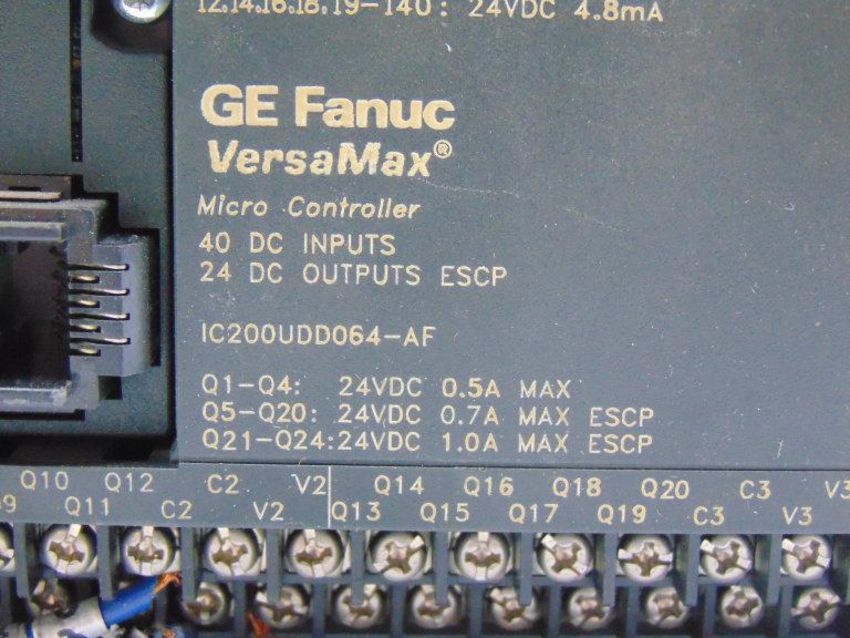 12,14,16,18,19-I40: 24VDC 4.8mA
GE Fanuc
VersaMax®
Micro Controller
40 DC INPUTS
24 DC OUTPUTS ESCP
IC200UDD064-AF
Q1-Q4: 24VDC 0.5A MAX
Q5-Q20: 24VDC 0.7A MAX ESCP
Q21-Q24: 24VDC 1.0A MAX ESCP
Q10 Q12 C2 V2 Q14 Q16 Q18 Q20 C3 V3
Q11 C2 V2 Q13 Q15 Q17 Q19 C3 V3